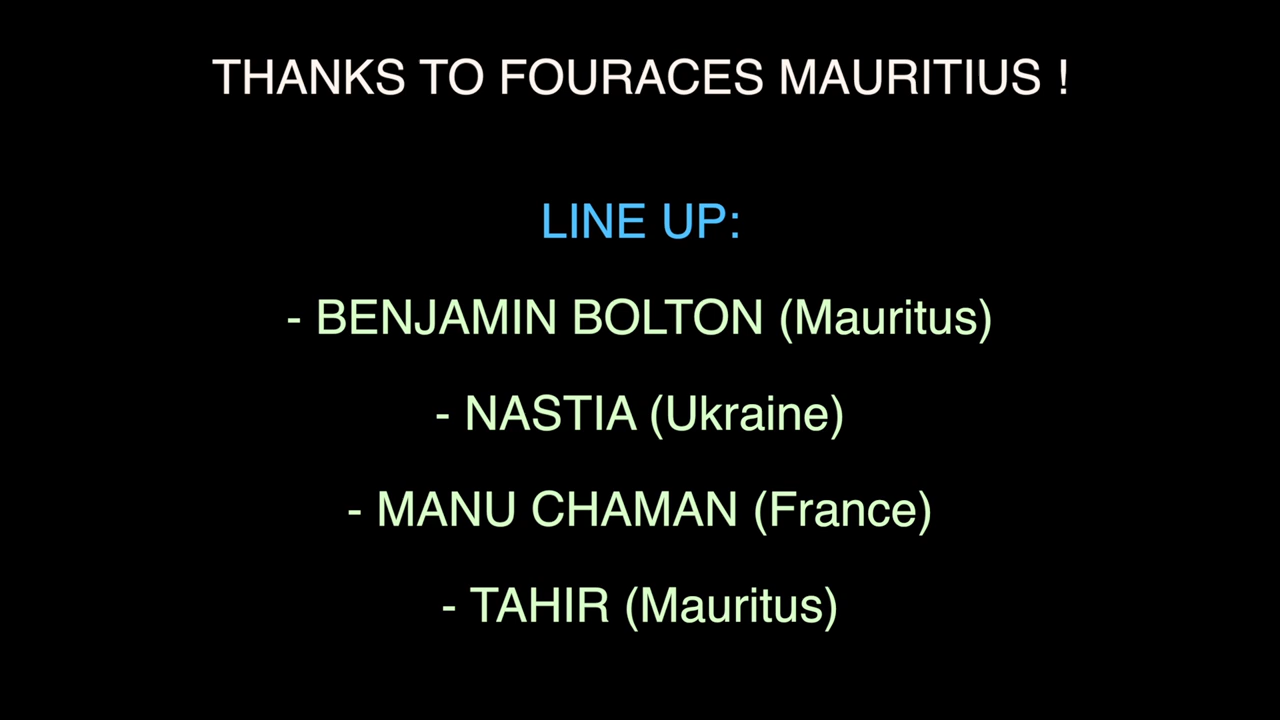 THANKS TO FOURACES MAURITIUS !
LINE UP:
- BENJAMIN BOLTON (Mauritus)
- NASTIA (Ukraine)
- MANU CHAMAN (France)
- TAHIR (Mauritus)